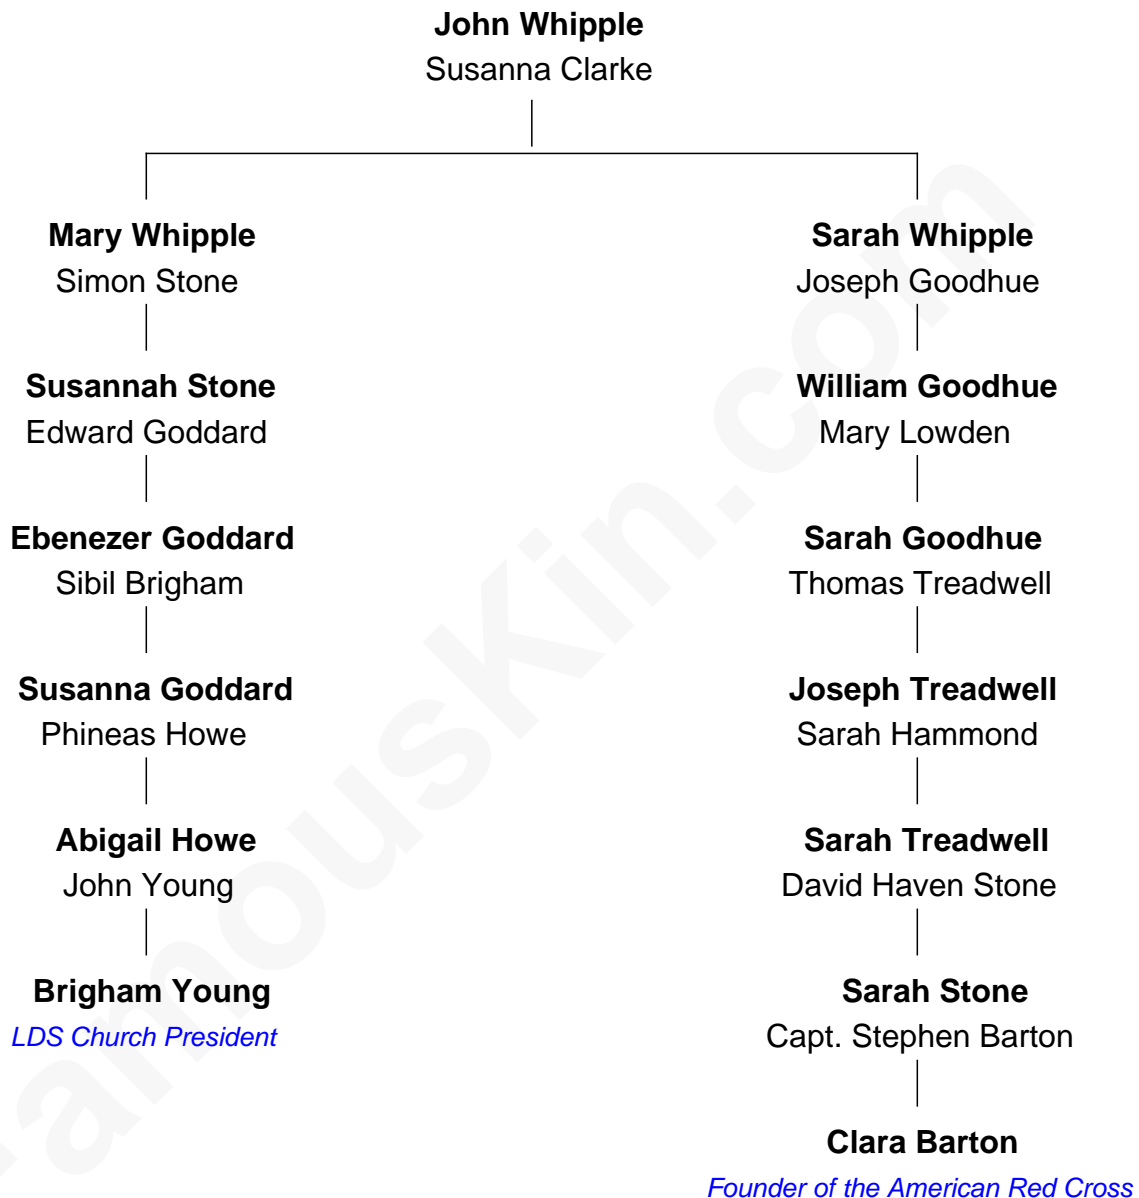 John Whipple
Susanna Clarke
Mary Whipple
Simon Stone
Susannah Stone
Edward Goddard
Ebenezer Goddard
Sibil Brigham
Susanna Goddard
Phineas Howe
Abigail Howe
John Young
Brigham Young
LDS Church President
Sarah Whipple
Joseph Goodhue
William Goodhue
Mary Lowden
Sarah Goodhue
Thomas Treadwell
Joseph Treadwell
Sarah Hammond
Sarah Treadwell
David Haven Stone
Sarah Stone
Capt. Stephen Barton
Clara Barton
Founder of the American Red Cross
FamousKin.com